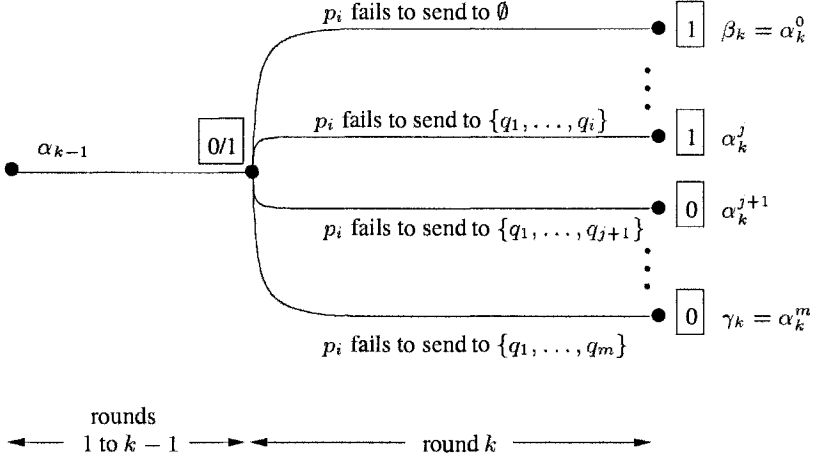 p_i fails to send to ∅
1 β_k = α_k^0
p_i fails to send to {q_1, . . . , q_i}
0/1
1 α_k^j
α_{k−1}
0 α_k^{j+1}
p_i fails to send to {q_1, . . . , q_{j+1}}
0 γ_k = α_k^m
p_i fails to send to {q_1, . . . , q_m}
rounds
1 to k − 1
round k